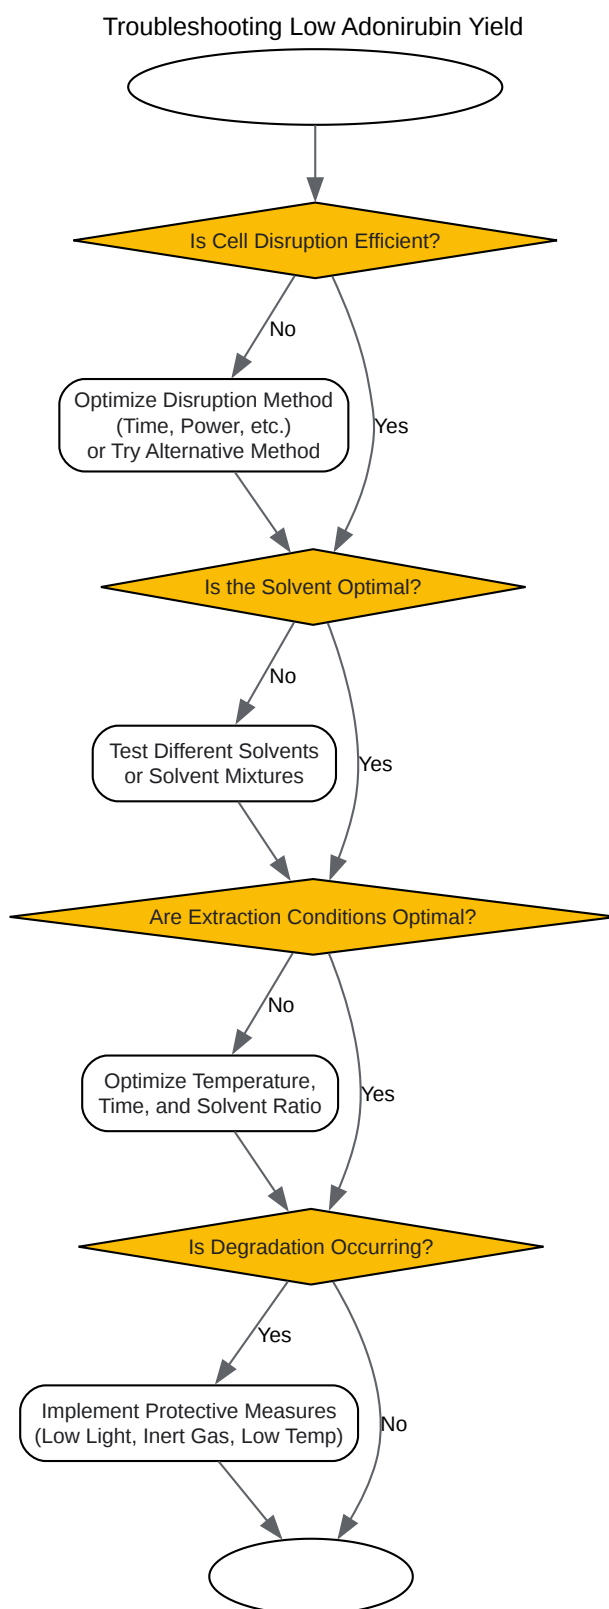 Troubleshooting Low Adonirubin Yield
Is Cell Disruption Efficient?
No
Optimize Disruption Method
(Time, Power, etc.)
or Try Alternative Method
Yes
Is the Solvent Optimal?
No
Test Different Solvents
or Solvent Mixtures
Yes
Are Extraction Conditions Optimal?
No
Optimize Temperature,
Time, and Solvent Ratio
Yes
Is Degradation Occurring?
Yes
Implement Protective Measures
(Low Light, Inert Gas, Low Temp)
No